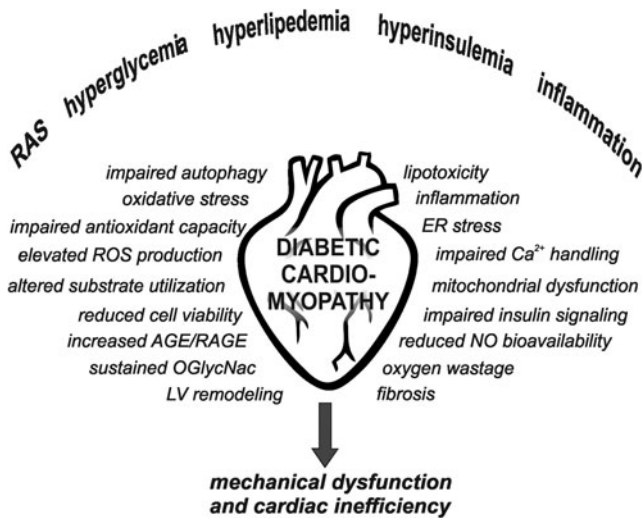 RAS hyperglycemia hyperlipedemia hyperinsulemia inflammation
impaired autophagy
oxidative stress
impaired antioxidant capacity
elevated ROS production
altered substrate utilization
reduced cell viability
increased AGE/RAGE
sustained OGlycNac
LV remodeling
DIABETIC
CARDIO-
MYOPATHY
lipotoxicity
inflammation
ER stress
impaired Ca²⁺ handling
mitochondrial dysfunction
impaired insulin signaling
reduced NO bioavailability
oxygen wastage
fibrosis
mechanical dysfunction
and cardiac inefficiency